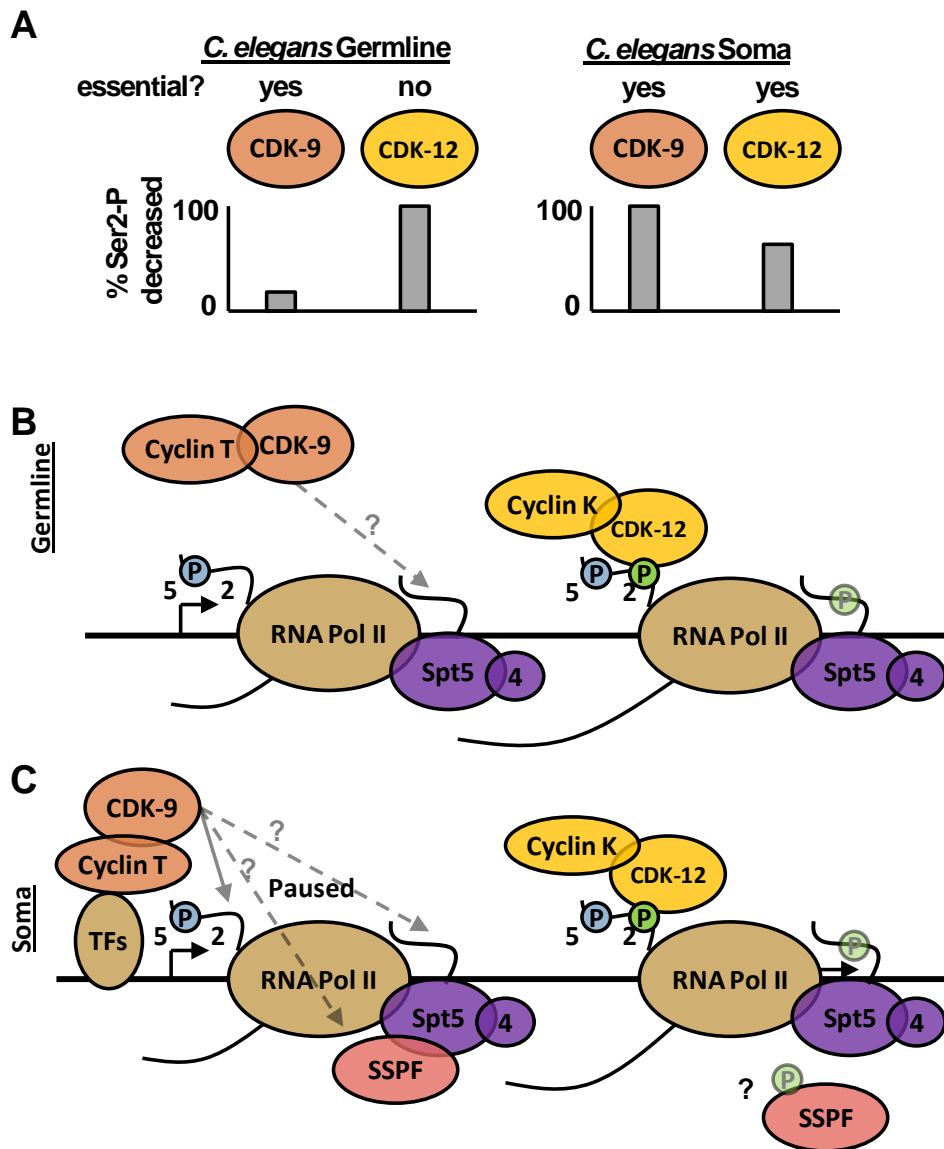 A
C. elegans Germline
C. elegans Soma
essential? yes no yes yes
CDK-9 CDK-12 CDK-9 CDK-12
% Ser2-P decreased
100
0
100
0
B
Germline
Cyclin T CDK-9
?
Cyclin K
CDK-12
P
5 2
P P
5 2
P
RNA Pol II
Spt5 4
RNA Pol II
Spt5 4
C
Soma
CDK-9
Cyclin T
TFs
?
?
Paused
Cyclin K
CDK-12
P
5 2
P P
5 2
P
RNA Pol II
Spt5 4
SSPF
RNA Pol II
Spt5 4
?
P
SSPF